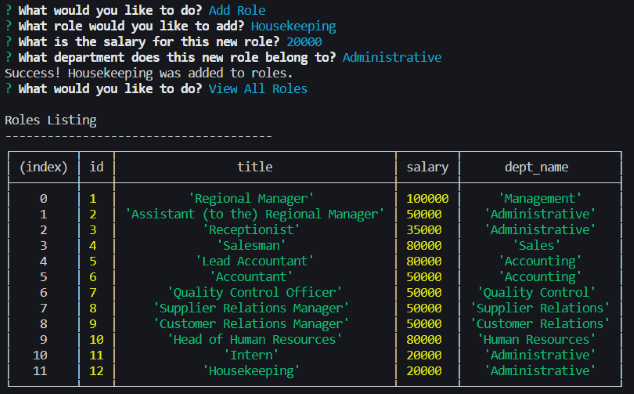 ? What would you like to do? Add Role
? What role would you like to add? Housekeeping
? What is the salary for this new role? 20000
? What department does this new role belong to? Administrative
Success! Housekeeping was added to roles.
? What would you like to do? View All Roles
Roles Listing
-----------------------------------
(index) id title salary dept_name
0 1 'Regional Manager' 100000 'Management'
1 2 'Assistant (to the) Regional Manager' 50000 'Administrative'
2 3 'Receptionist' 35000 'Administrative'
3 4 'Salesman' 80000 'Sales'
4 5 'Lead Accountant' 80000 'Accounting'
5 6 'Accountant' 50000 'Accounting'
6 7 'Quality Control Officer' 50000 'Quality Control'
7 8 'Supplier Relations Manager' 50000 'Supplier Relations'
8 9 'Customer Relations Manager' 50000 'Customer Relations'
9 10 'Head of Human Resources' 80000 'Human Resources'
10 11 'Intern' 20000 'Administrative'
11 12 'Housekeeping' 20000 'Administrative'